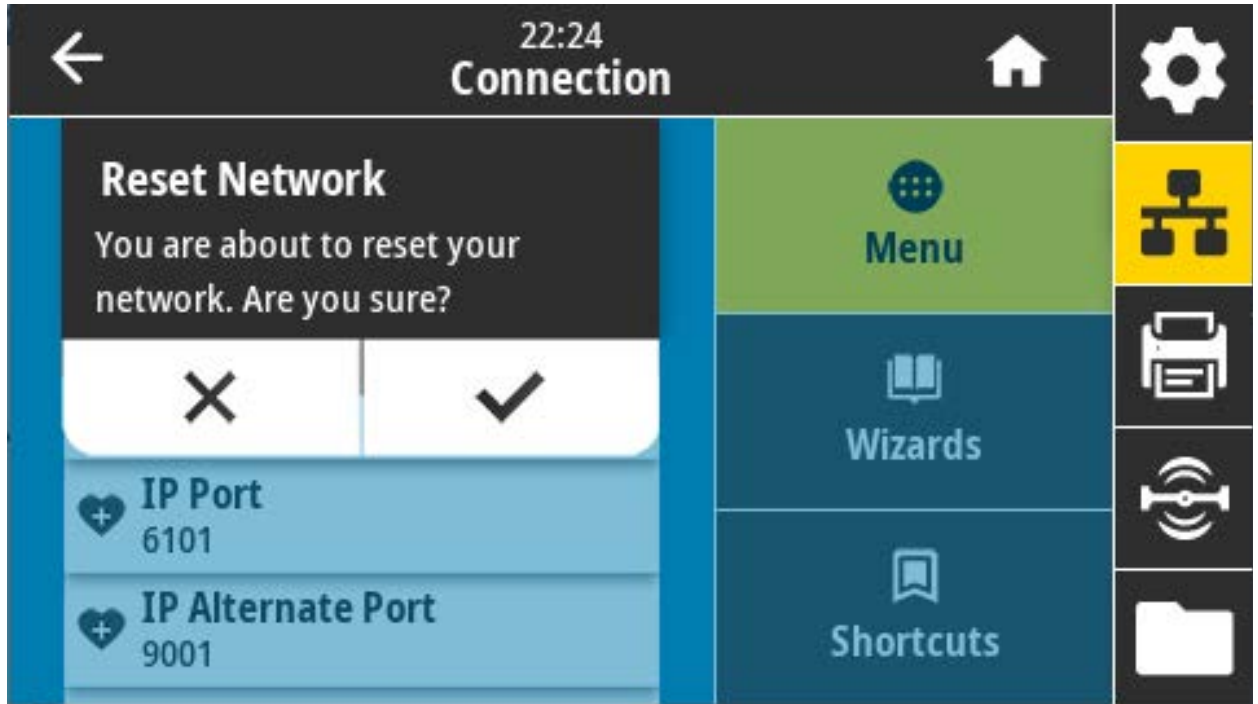 22:24
Connection
Reset Network
You are about to reset your
network. Are you sure?
IP Port
6101
IP Alternate Port
9001
Menu
Wizards
Shortcuts